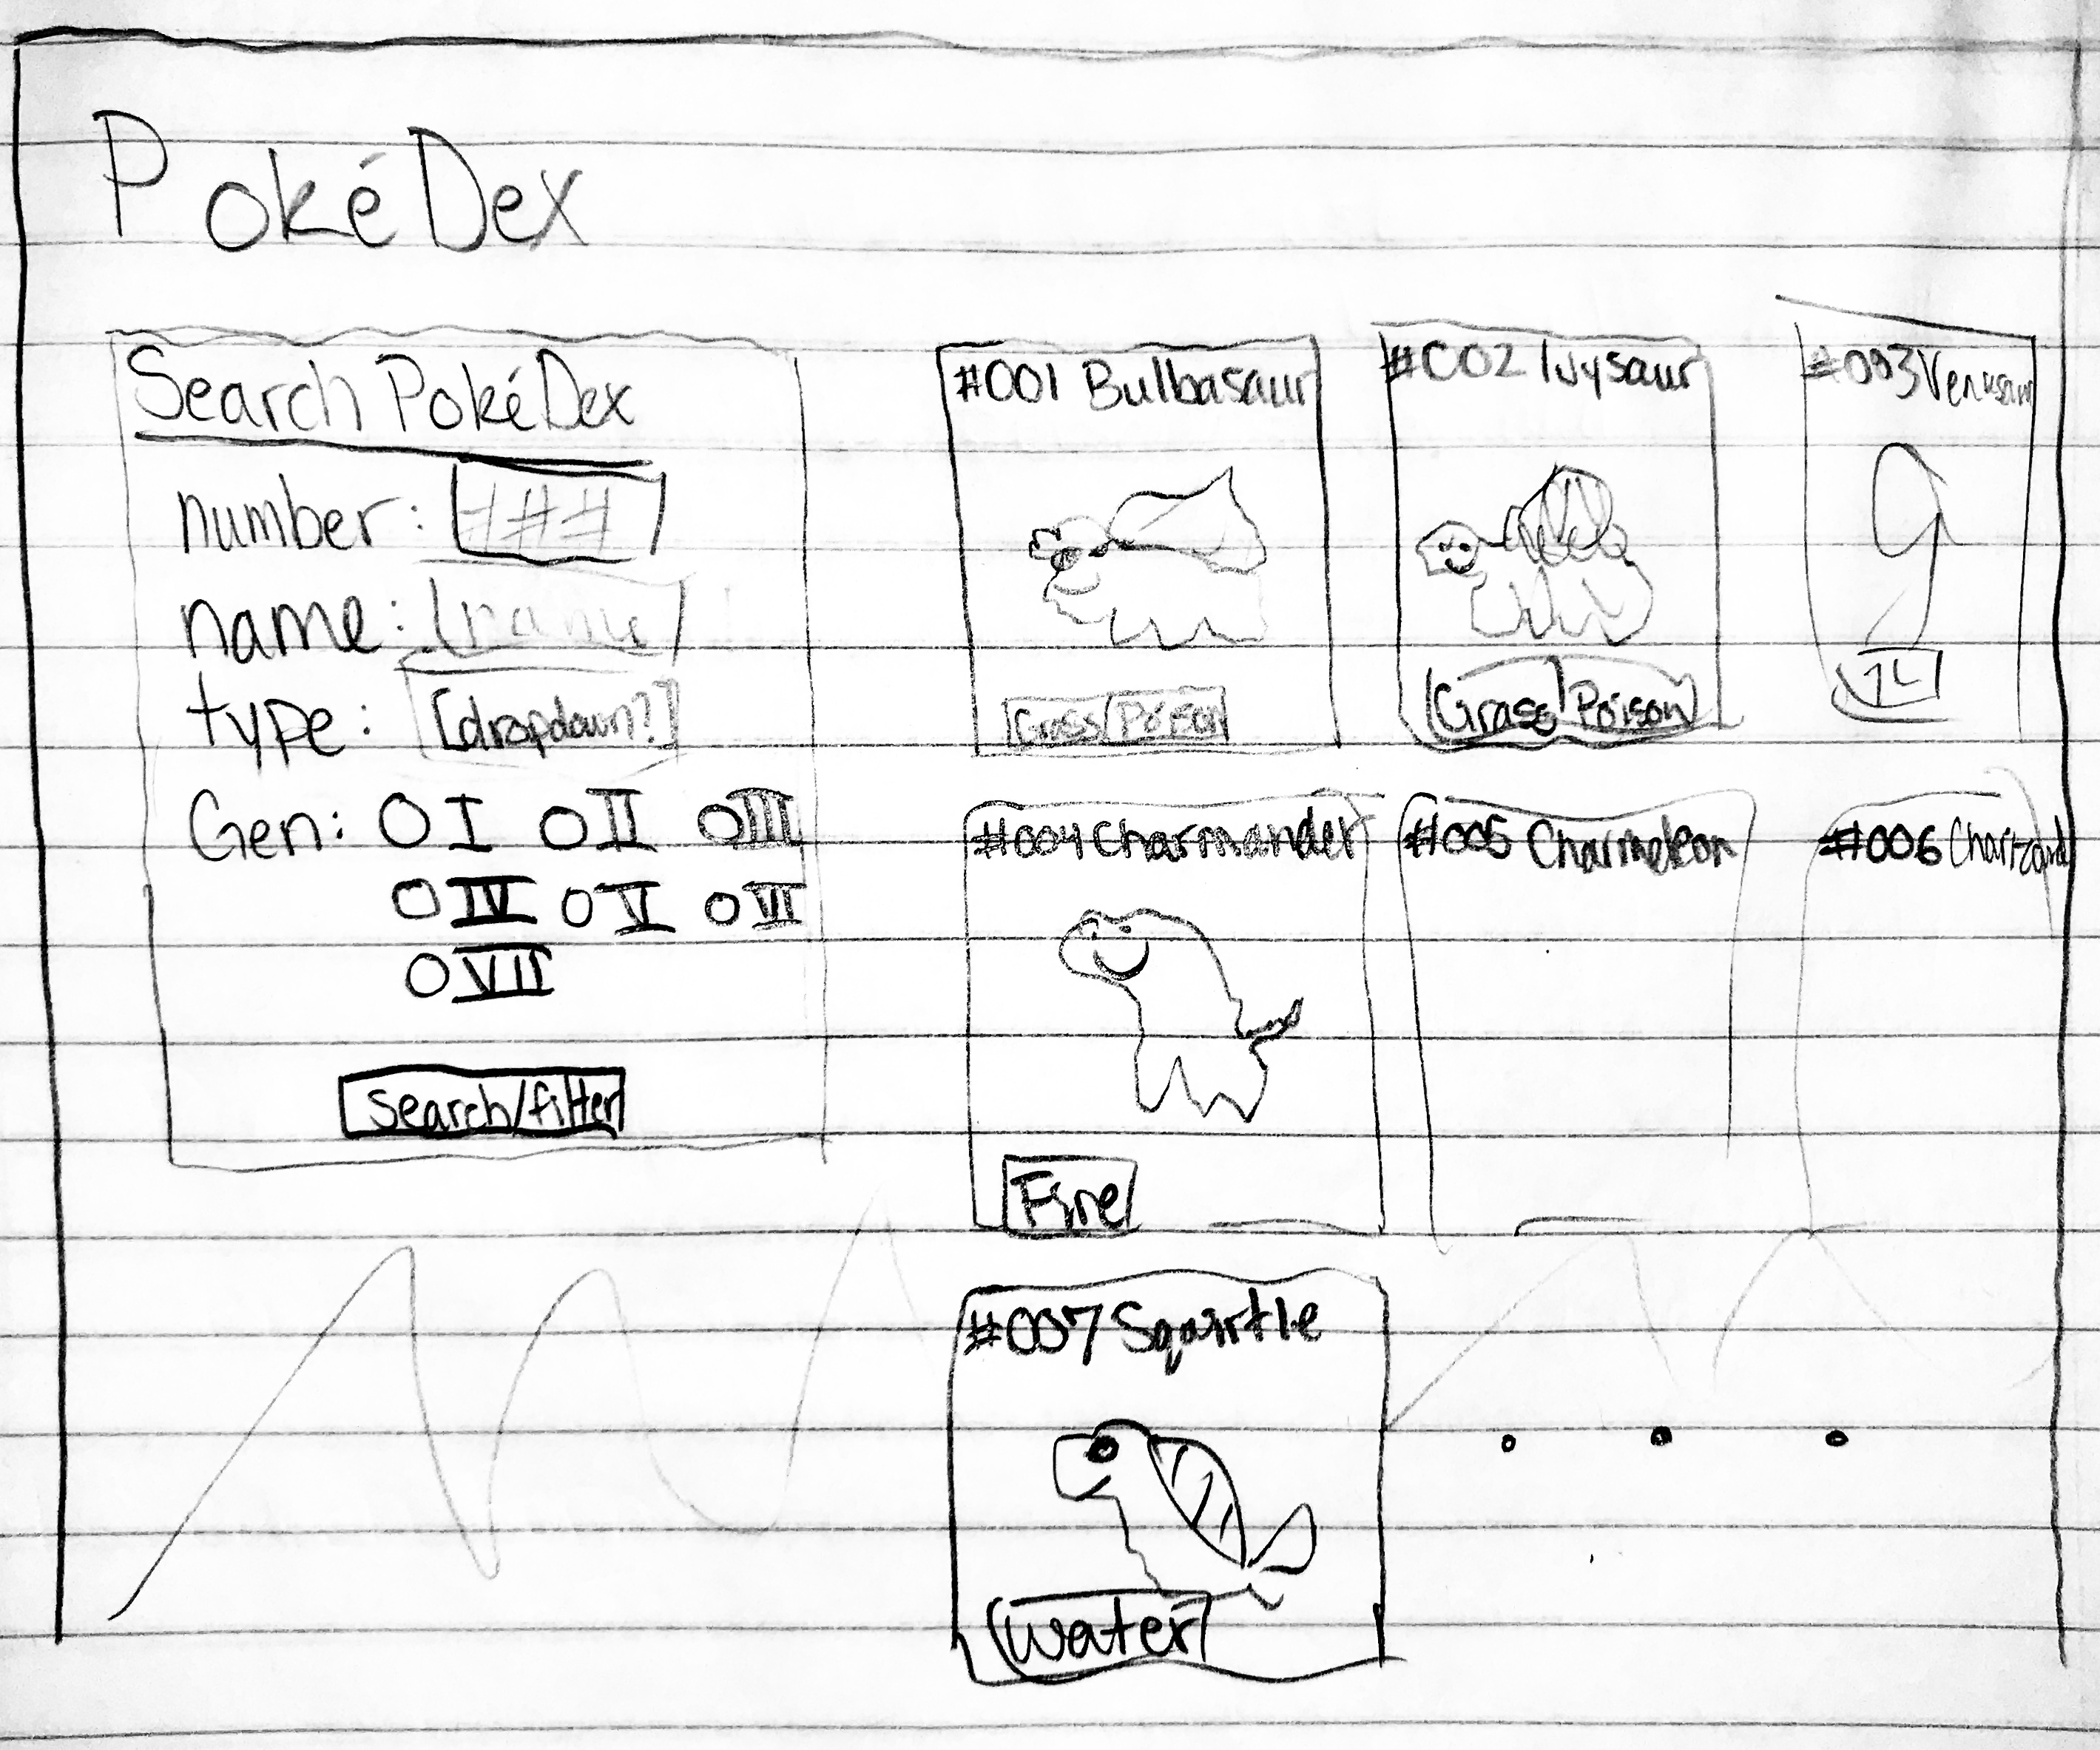 PokéDex
Search PokéDex
number: ###
name: name
type: [dropdown?]
Gen: O I O II O III
O IV O V O VI
O VII
search/filter
#001 Bulbasaur
Grass/Poison
#002 Ivysaur
Grass Poison
#003 Venusaur
#004 Charmander
Fire
#005 Charmeleon
#006 Charizard
#007 Squirtle
water